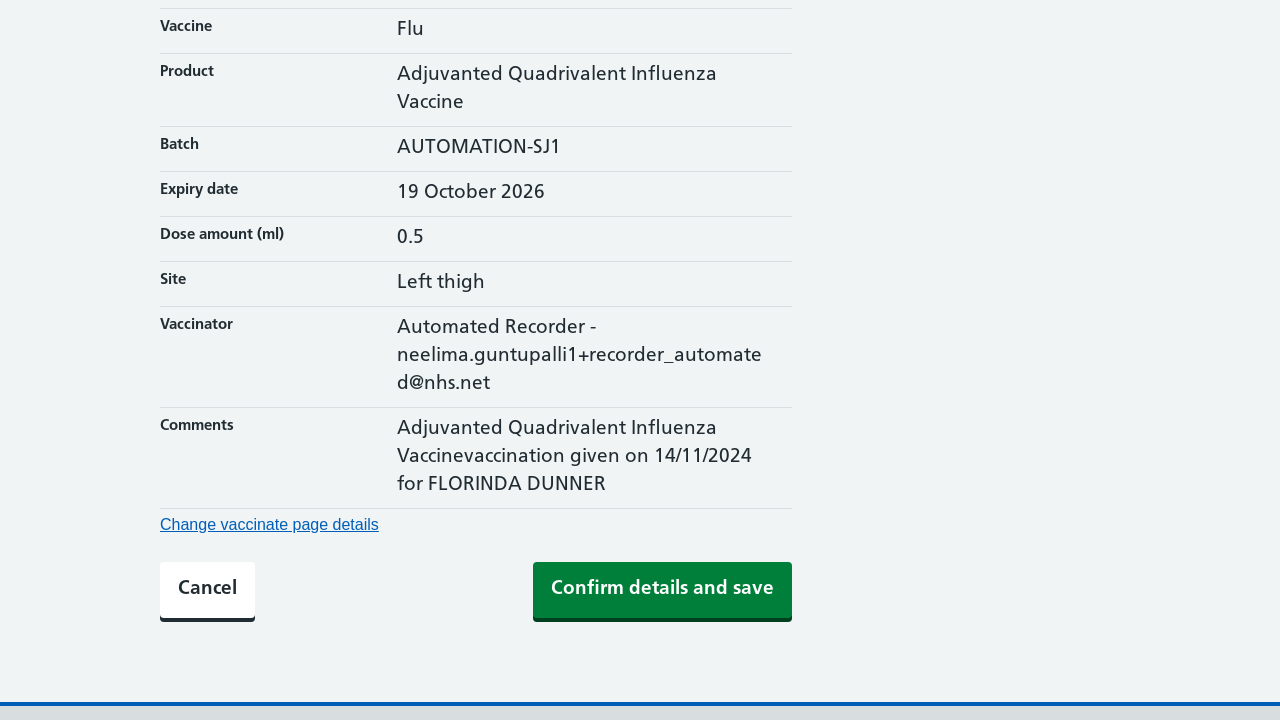 Vaccine
Flu
Product
Adjuvanted Quadrivalent Influenza
Vaccine
Batch
AUTOMATION-SJ1
Expiry date
19 October 2026
Dose amount (ml)
0.5
Site
Left thigh
Vaccinator
Automated Recorder -
neelima.guntupalli1+recorder_automate
d@nhs.net
Comments
Adjuvanted Quadrivalent Influenza
Vaccinevaccination given on 14/11/2024
for FLORINDA DUNNER
Change vaccinate page details
Cancel
Confirm details and save